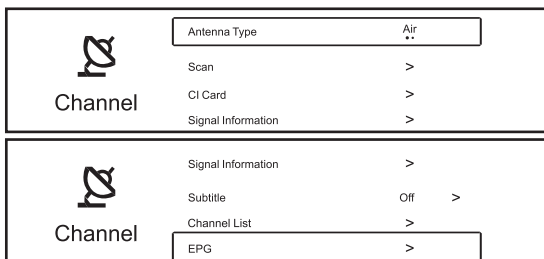 Antenna Type Air
Scan >
CI Card >
Channel
Signal Information >
Signal Information >
Subtitle Off >
Channel List >
Channel
EPG >